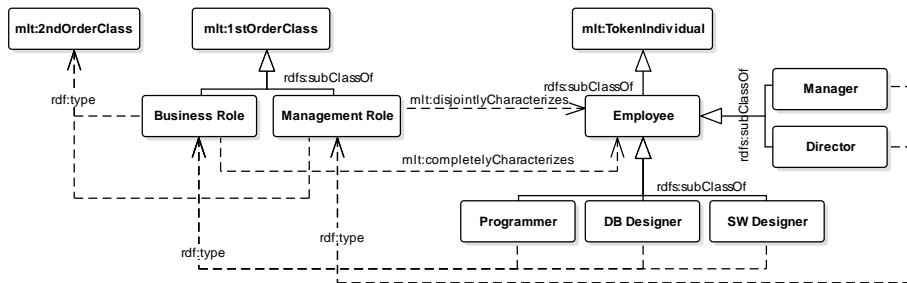 mlt:2ndOrderClass
mlt:1stOrderClass
mlt:TokenIndividual
rdfs:subClassOf
rdfs:subClassOf
rdf:type
Business Role
Management Role
mlt:disjointlyCharacterizes
Employee
rdfs:subClassOf
Manager
Director
mlt:completelyCharacterizes
rdfs:subClassOf
Programmer
DB Designer
SW Designer
rdf:type
rdf:type